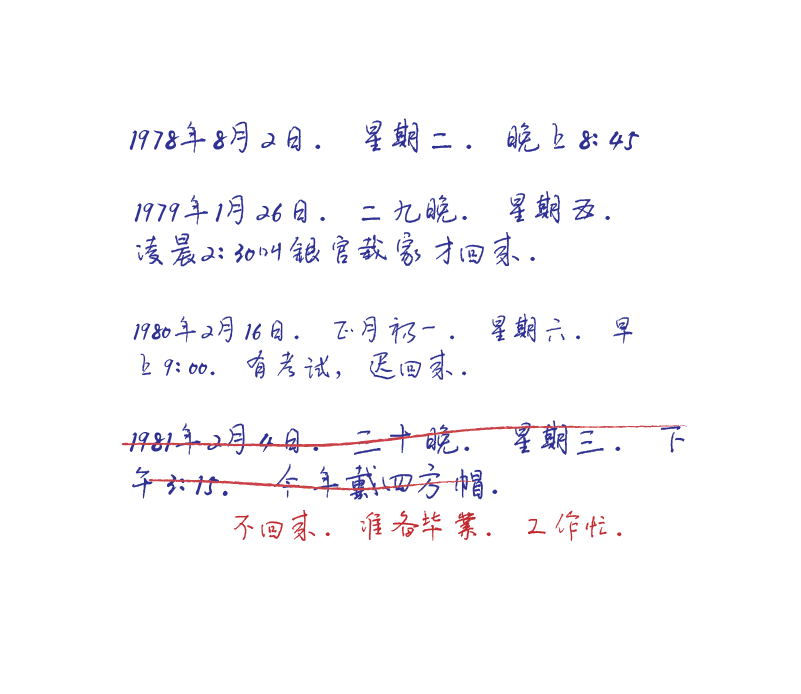 1978年8月2日. 星期二. 晚上8:45
1979年1月26日. 二九晚. 星期五.
凌晨2:30叫銀官載家才回来.
1980年2月16日. 正月初一. 星期六. 早
上9:00. 有考试, 迟回来.
1981年2月4日. 三十晚. 星期三. 下
午3:15. 今年戴四方帽.
不回来. 准备毕業. 工作忙.